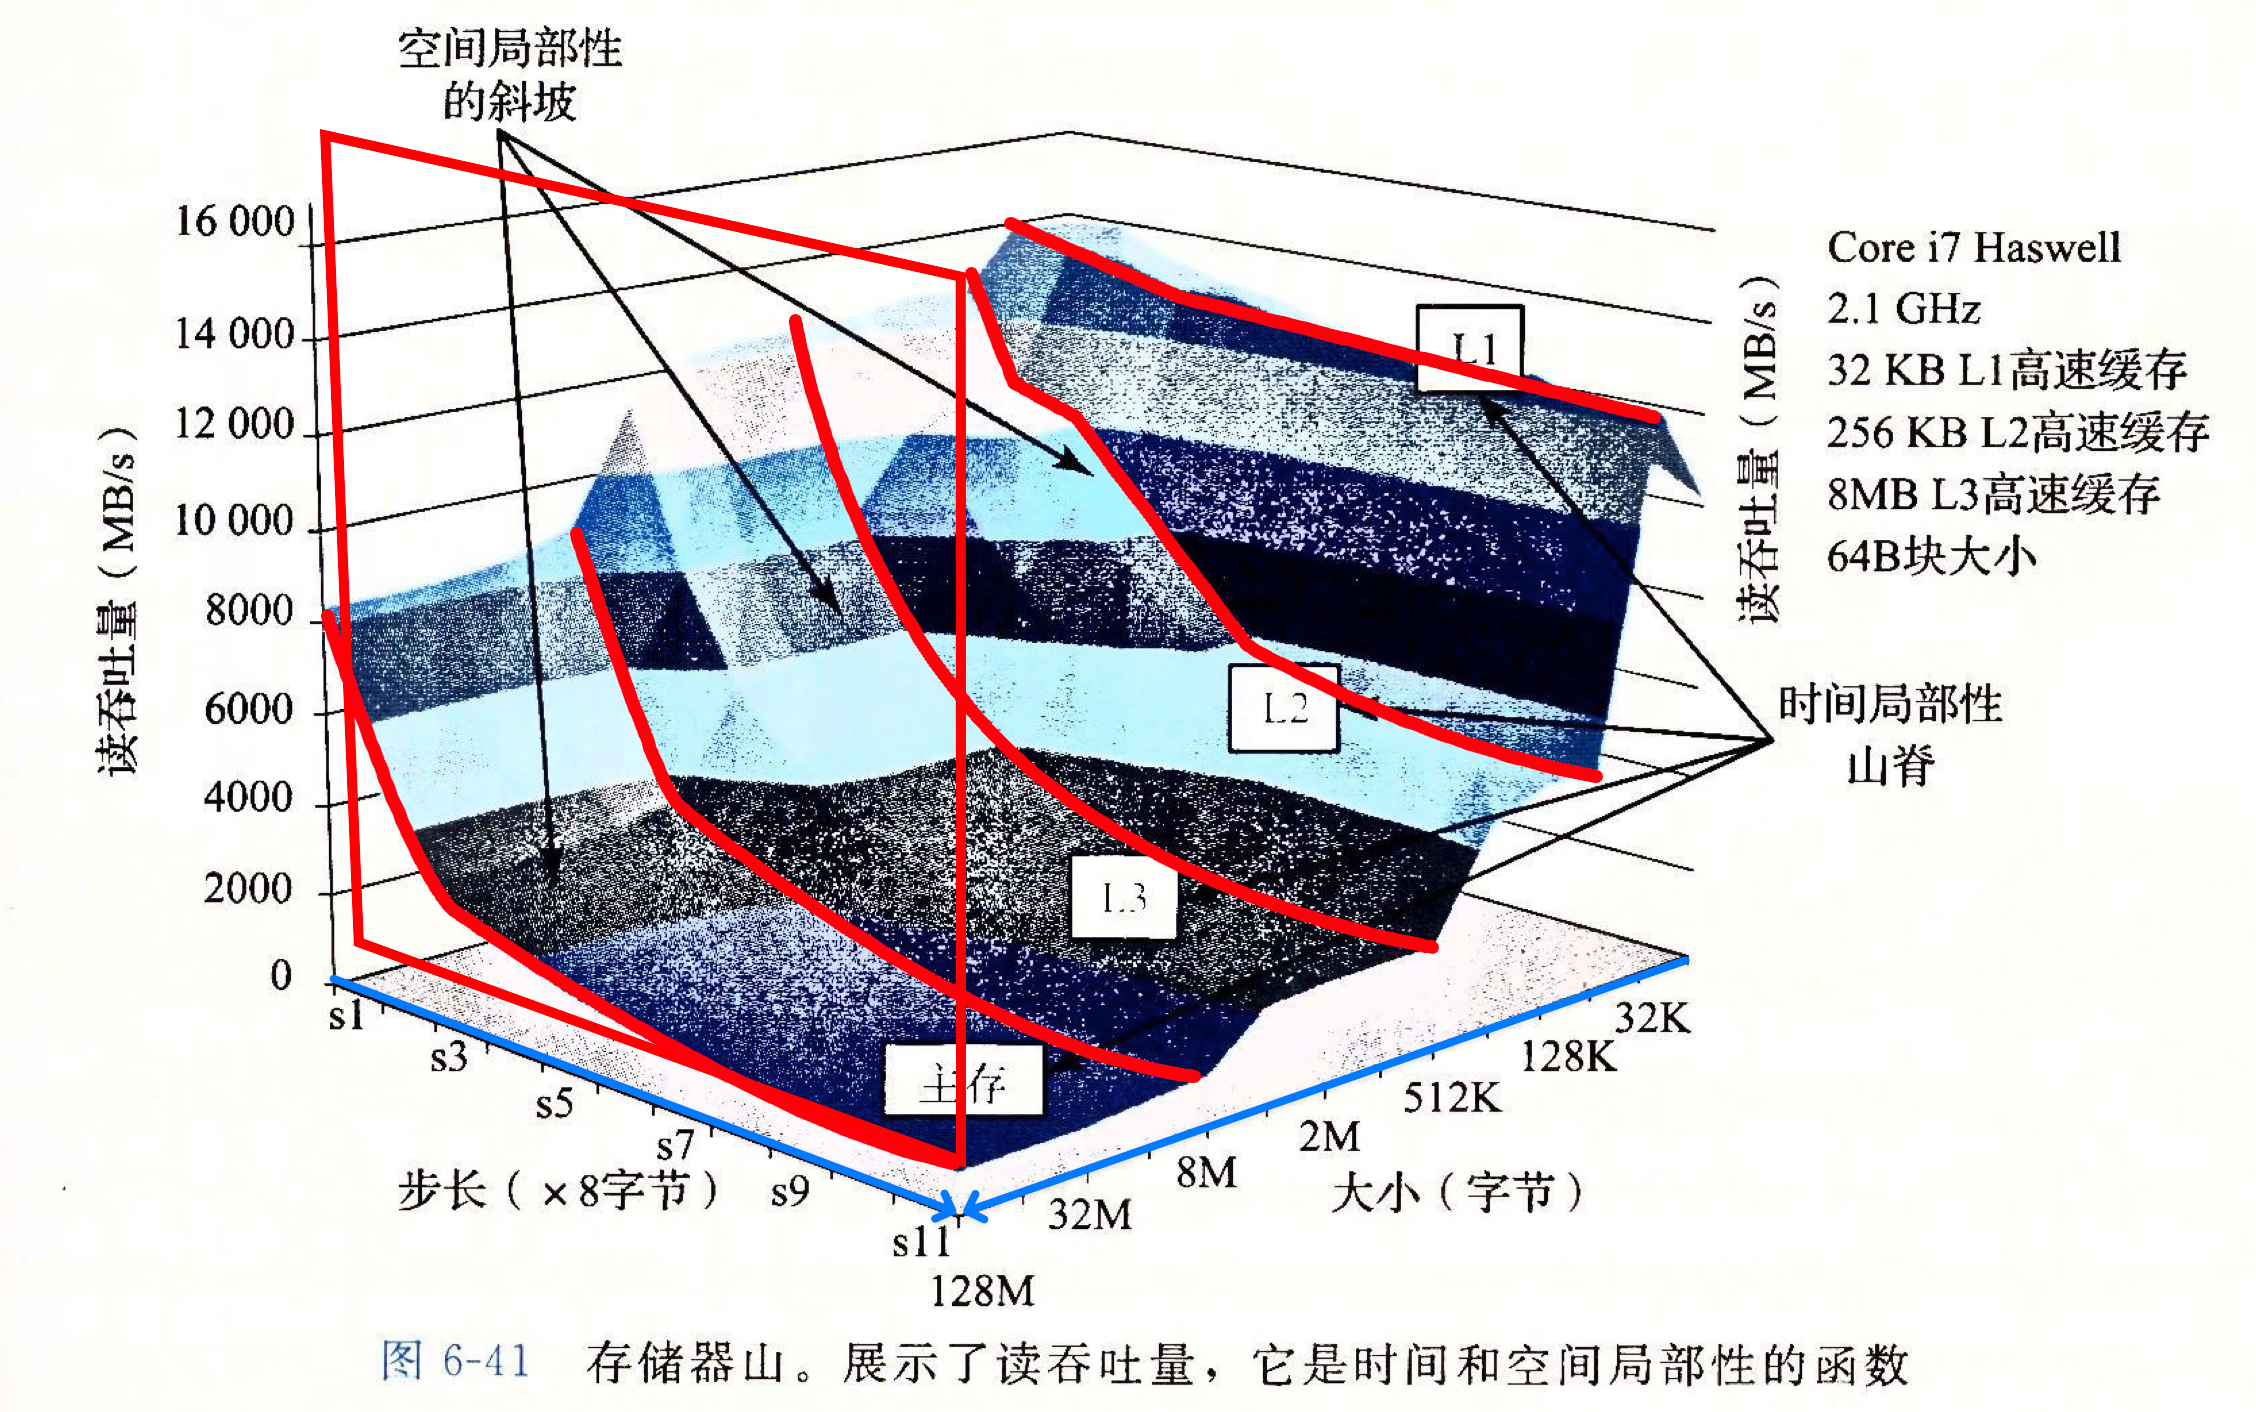 空间局部性
的斜坡
16 000
14 000
12 000
10 000
8000
6000
4000
2000
0
读吞吐量（MB/s）
读吞吐量（MB/s）
Core i7 Haswell
2.1 GHz
32 KB L1高速缓存
256 KB L2高速缓存
8MB L3高速缓存
64B块大小
L1
L2
L3
主存
时间局部性
山脊
s1
s3
s5
s7
s9
s11
步长（×8字节）
128M
32M
8M
2M
512K
128K
32K
大小（字节）
图 6-41 存储器山。展示了读吞吐量，它是时间和空间局部性的函数